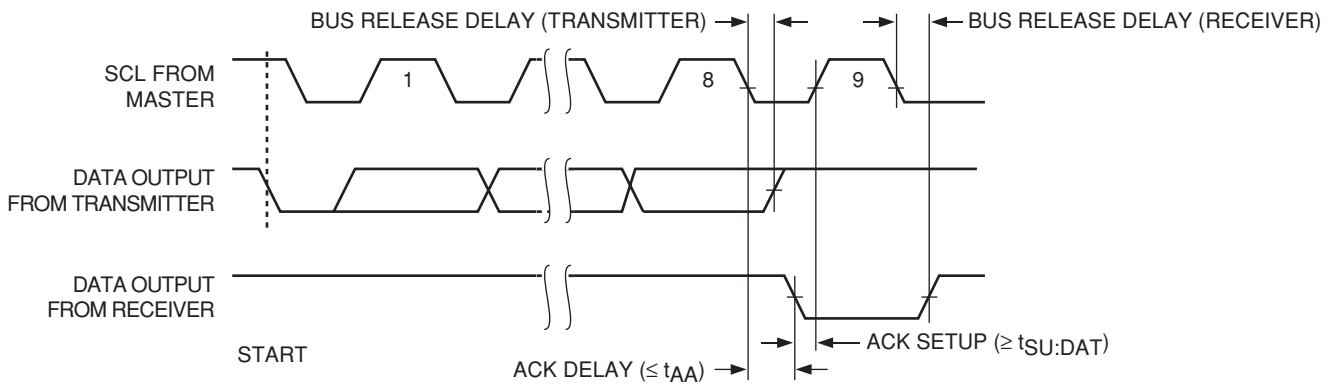 BUS RELEASE DELAY (TRANSMITTER)
BUS RELEASE DELAY (RECEIVER)
SCL FROM
MASTER
1
8
9
DATA OUTPUT
FROM TRANSMITTER
DATA OUTPUT
FROM RECEIVER
START
ACK SETUP (≥ tSU:DAT)
ACK DELAY (≤ tAA)